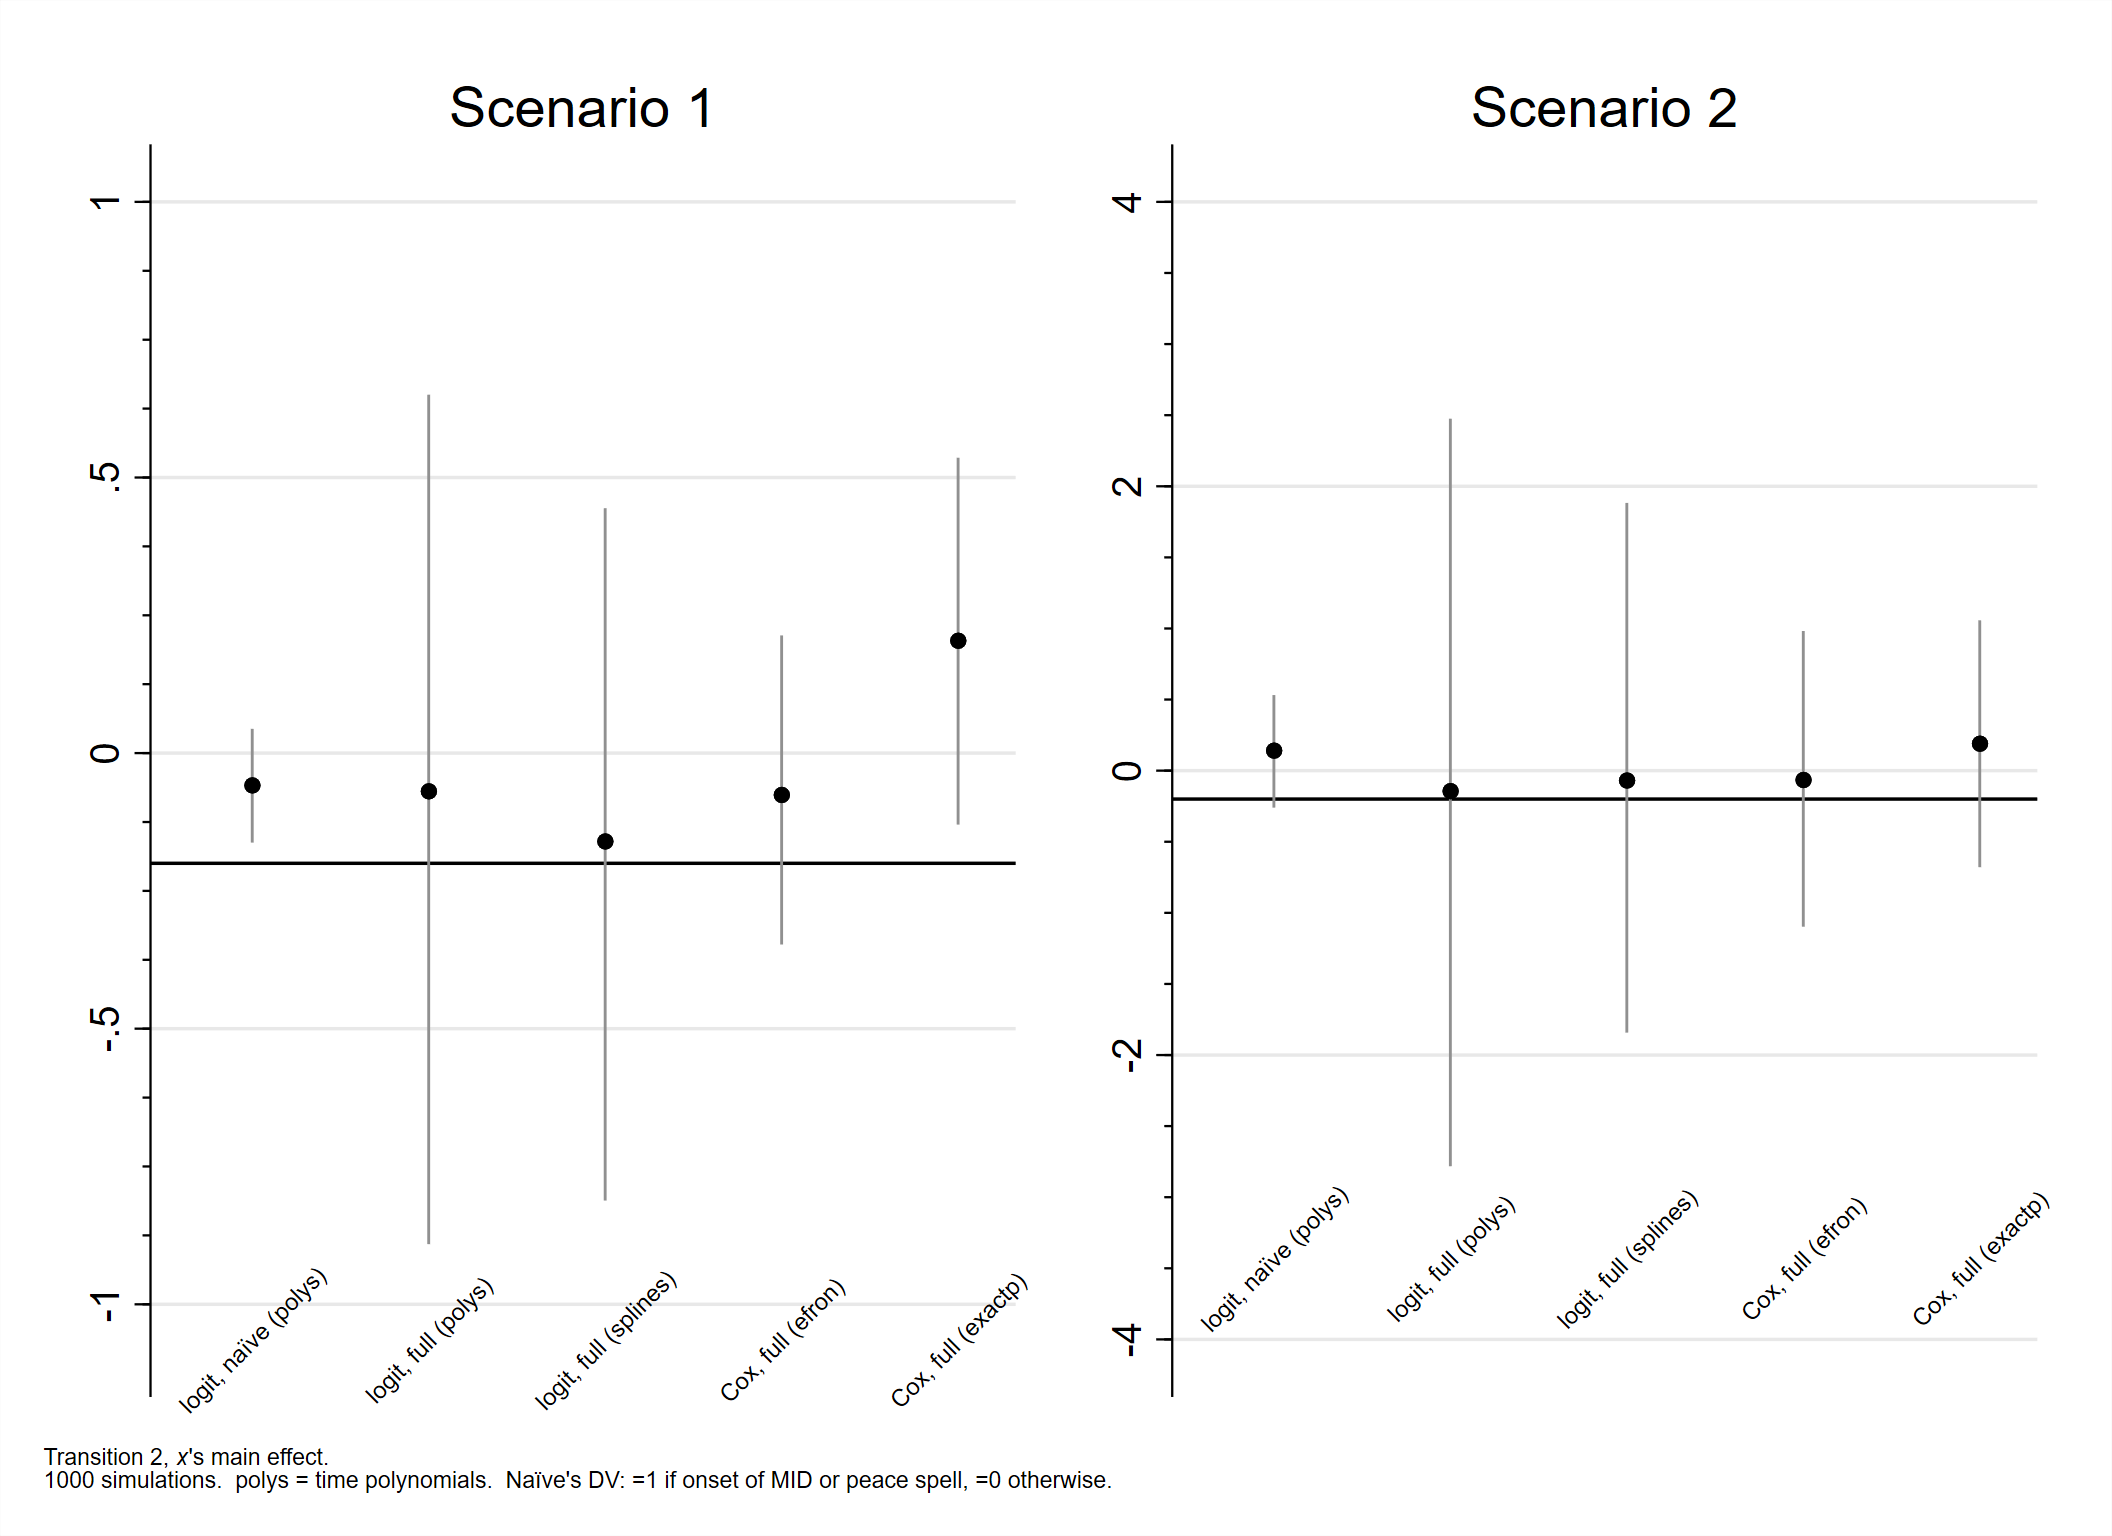 Scenario 1
1
.5
0
-.5
-1
logit, naïve (polys)
logit, full (polys)
logit, full (splines)
Cox, full (efron)
Cox, full (exactp)
Scenario 2
4
2
0
-2
-4
logit, naïve (polys)
logit, full (polys)
logit, full (splines)
Cox, full (efron)
Cox, full (exactp)
Transition 2, x's main effect.
1000 simulations.  polys = time polynomials.  Naïve's DV: =1 if onset of MID or peace spell, =0 otherwise.